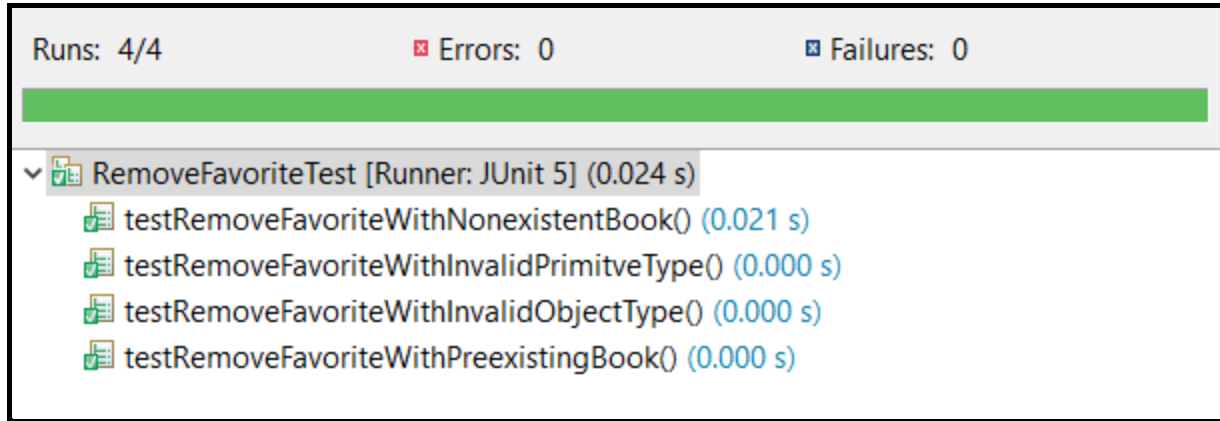 Runs: 4/4 Errors: 0 Failures: 0
RemoveFavoriteTest [Runner: JUnit 5] (0.024 s)
testRemoveFavoriteWithNonexistentBook() (0.021 s)
testRemoveFavoriteWithInvalidPrimitveType() (0.000 s)
testRemoveFavoriteWithInvalidObjectType() (0.000 s)
testRemoveFavoriteWithPreexistingBook() (0.000 s)